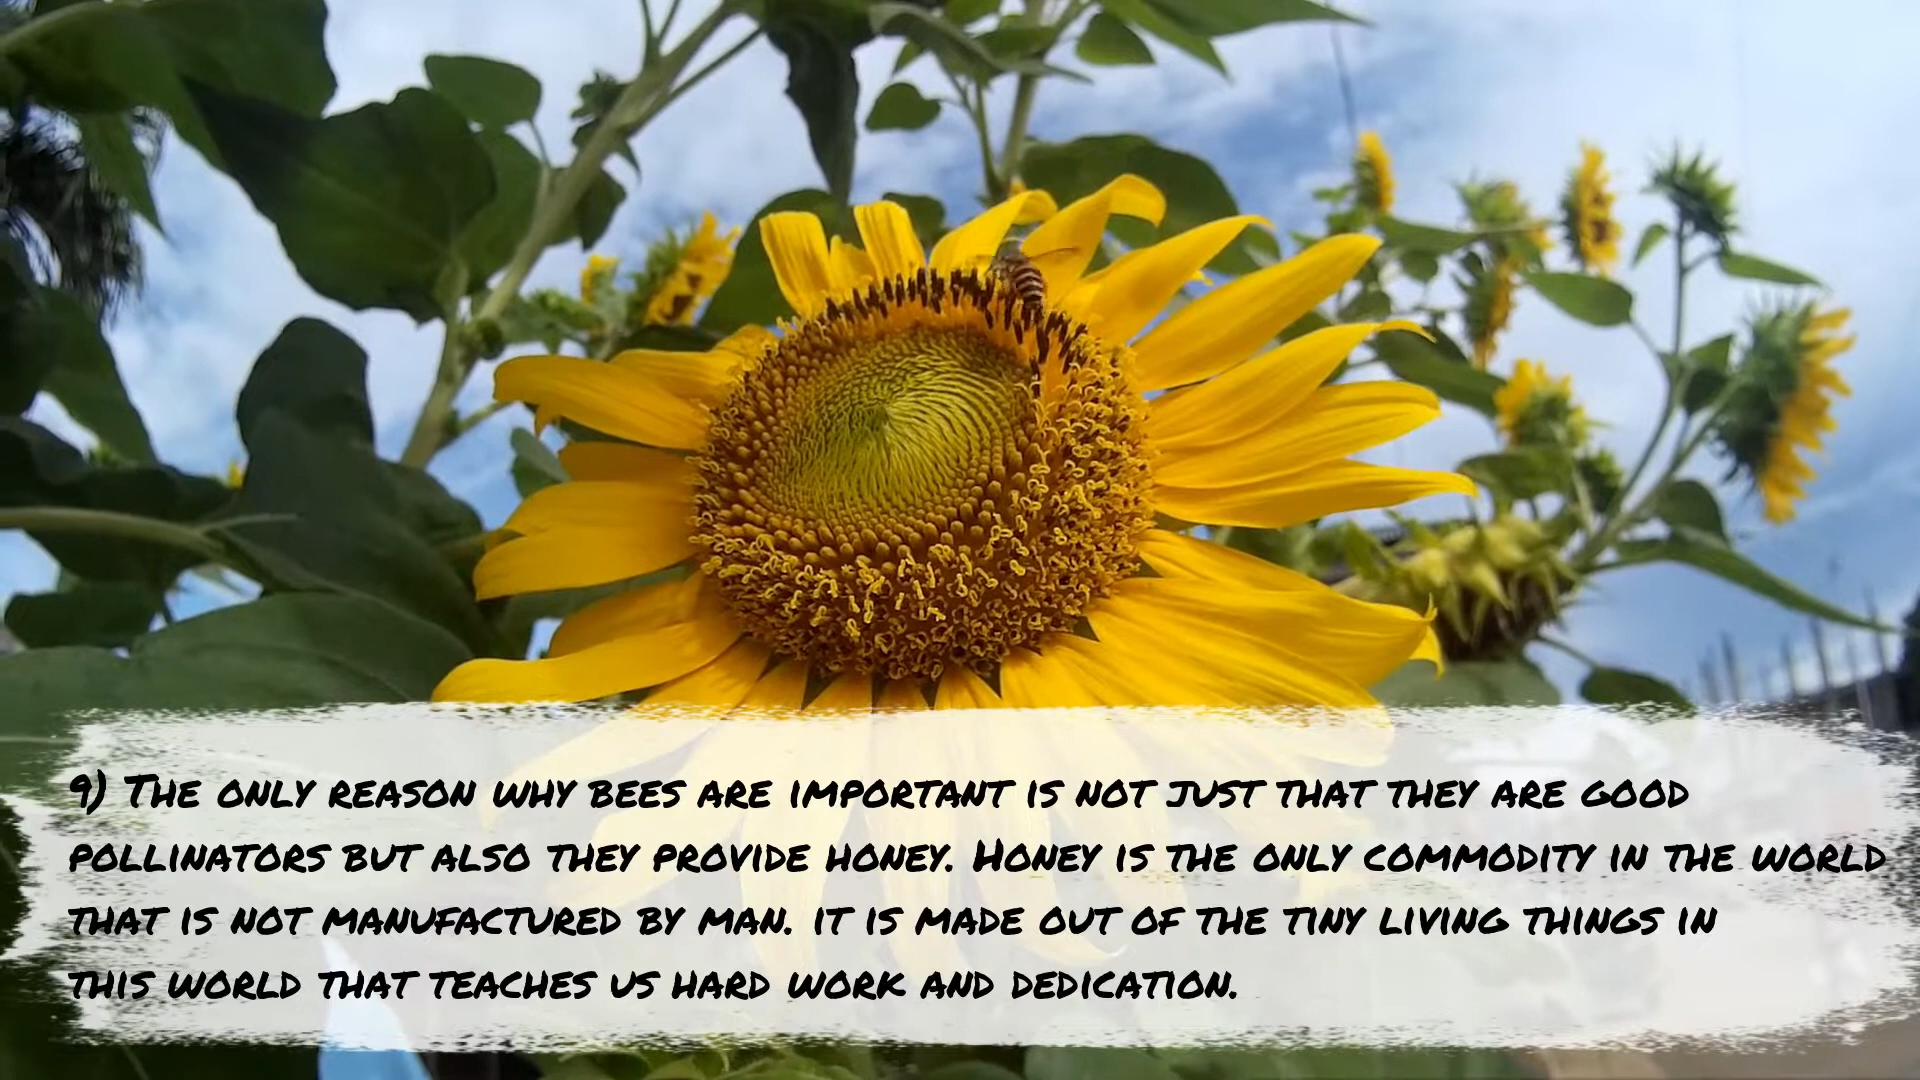 9) The only reason why bees are important is not just that they are good
pollinators but also they provide honey. Honey is the only commodity in the world
that is not manufactured by man. it is made out of the tiny living things in
this world that teaches us hard work and dedication.